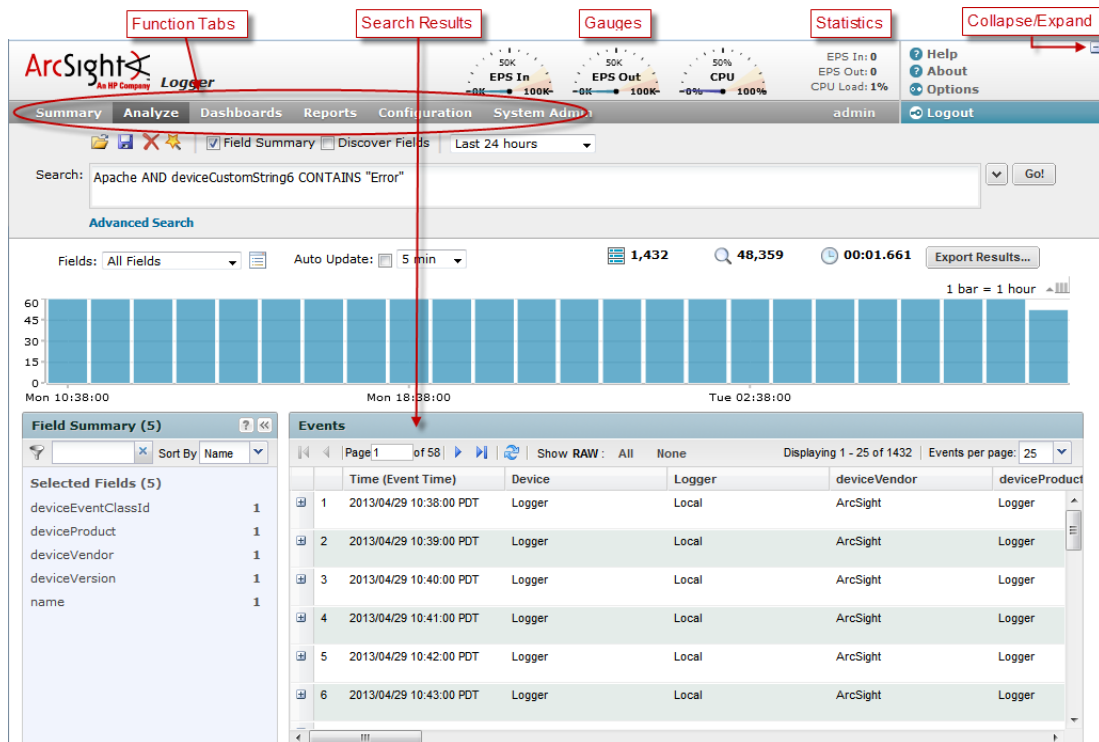 Function Tabs
Search Results
Gauges
Statistics
Collapse/Expand
ArcSight
An HP Company
Logger
50K
EPS In
0K 100K
50K
EPS Out
0K 100K
50%
CPU
0% 100%
EPS In: 0
EPS Out: 0
CPU Load: 1%
Help
About
Options
Summary Analyze Dashboards Reports Configuration System Admin admin Logout
Field Summary Discover Fields Last 24 hours
Search: Apache AND deviceCustomString6 CONTAINS "Error" Go!
Advanced Search
Fields: All Fields Auto Update: 5 min 1,432 48,359 00:01.661 Export Results...
1 bar = 1 hour
60
45
30
15
0
Mon 10:38:00 Mon 18:38:00 Tue 02:38:00
Field Summary (5) ?
Sort By Name
Selected Fields (5)
deviceEventClassId 1
deviceProduct 1
deviceVendor 1
deviceVersion 1
name 1
Events
Page 1 of 58 Show RAW : All None Displaying 1 - 25 of 1432 Events per page: 25
Time (Event Time) Device Logger deviceVendor deviceProduct
1 2013/04/29 10:38:00 PDT Logger Local ArcSight Logger
2 2013/04/29 10:39:00 PDT Logger Local ArcSight Logger
3 2013/04/29 10:40:00 PDT Logger Local ArcSight Logger
4 2013/04/29 10:41:00 PDT Logger Local ArcSight Logger
5 2013/04/29 10:42:00 PDT Logger Local ArcSight Logger
6 2013/04/29 10:43:00 PDT Logger Local ArcSight Logger